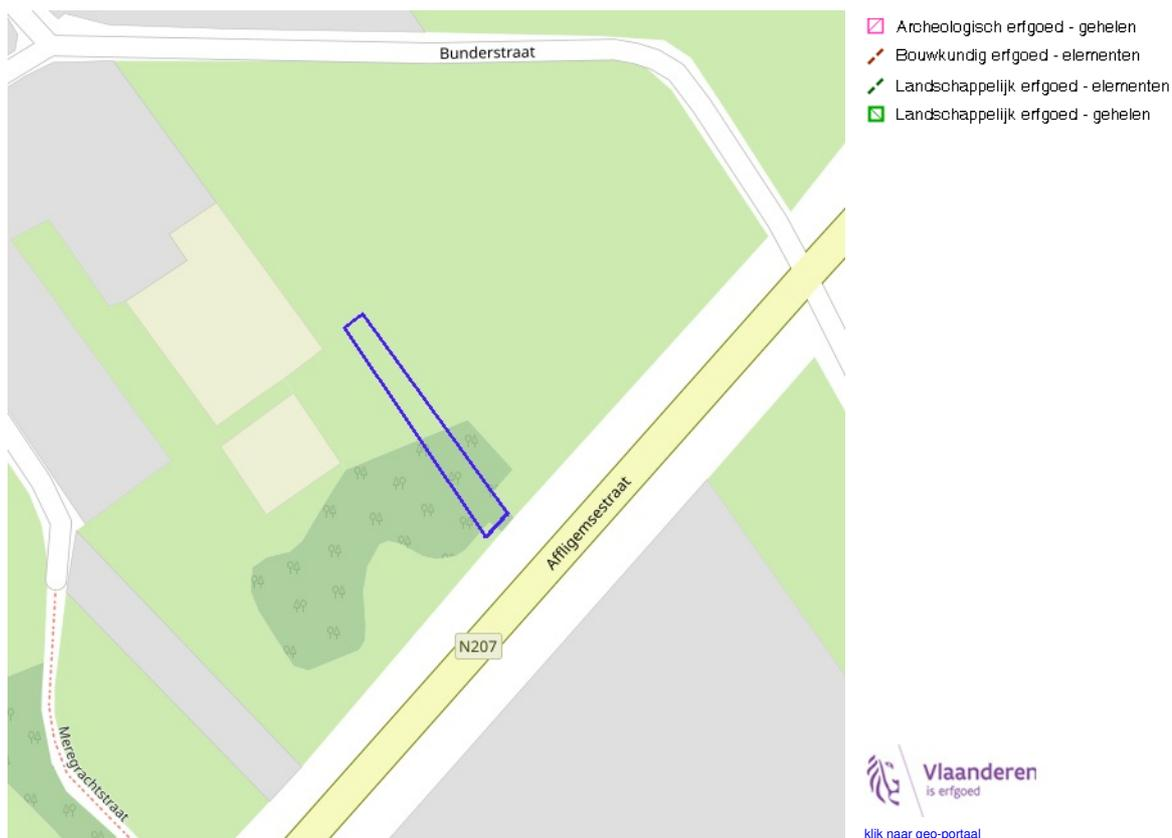 Bunderstraat
Affligemsestraat
N207
Meregrachtstraat
Archeologisch erfgoed - gehelen
Bouwkundig erfgoed - elementen
Landschappelijk erfgoed - elementen
Landschappelijk erfgoed - gehelen
Vlaanderen
is erfgoed
klik naar geo-portaal